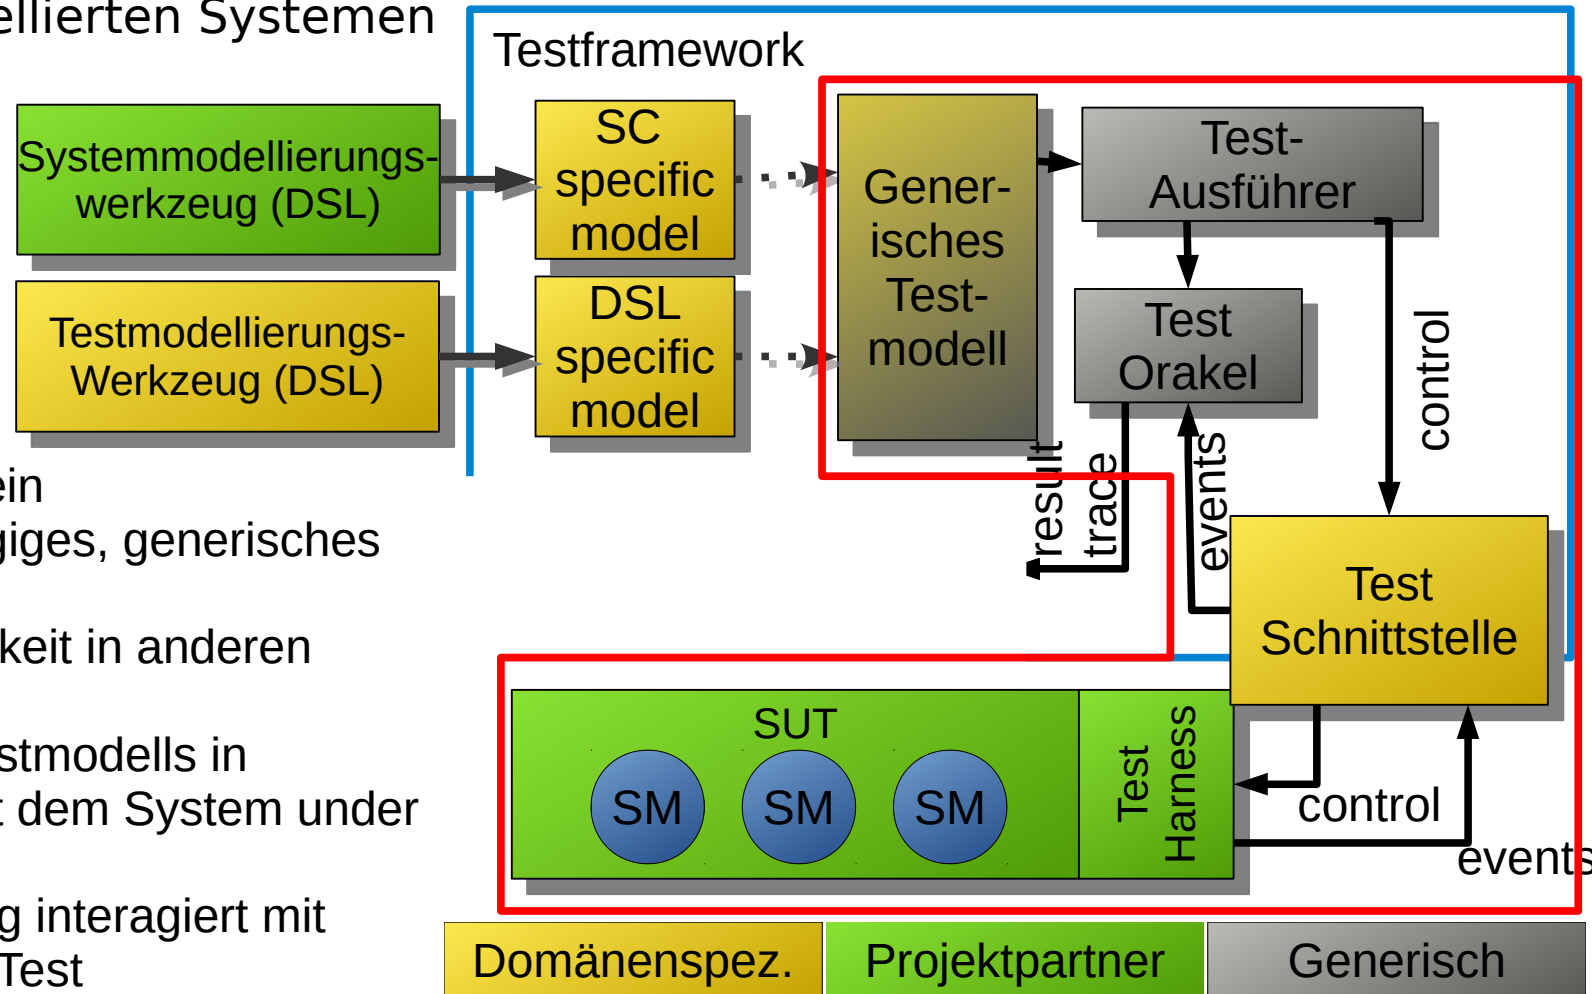 ellierten Systemen
Testframework
Systemmodellierungs-
werkzeug (DSL)
SC
specific
model
Gener-
isches
Test-
modell
Test-
Ausführer
Testmodellierungs-
Werkzeug (DSL)
DSL
specific
model
Test
Orakel
control
result
trace
events
ein
giges, generisches
keit in anderen
stmodells in
t dem System under
g interagiert mit
Test
Test
Schnittstelle
SUT
SM
SM
SM
Test
Harness
control
events
Domänenspez.
Projektpartner
Generisch